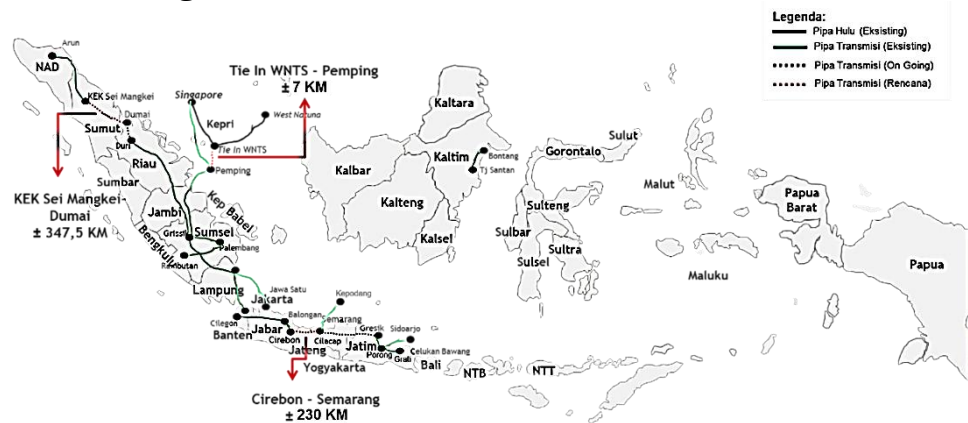 Legenda:
Pipa Hulu (Eksisting)
Pipa Transmisi (Eksisting)
Pipa Transmisi (On Going)
Pipa Transmisi (Rencana)
Arun
NAD
KEK Sei Mangkei
Dumai
Sumut
Duri
Riau
Sumbar
KEK Sei Mangkei-
Dumai
± 347,5 KM
Tie In WNTS - Pemping
± 7 KM
Singapore
Kepri
West Natuna
Tie In WNTS
Pemping
Jambi
Kep Babel
Grissik
Sumsel
Palembang
Bengkulu
Rambutan
Lampung
Jawa Satu
Jakarta
Kepodang
Cilegon
Banten
Balongan
Semarang
Jabar
Cirebon
Cilacap
Jateng
Yogyakarta
Gresik
Sidoarjo
Jatim
Porong
Grati
Celukan Bawang
Bali
NTB
NTT
Cirebon - Semarang
± 230 KM
Kaltara
Kaltim
Bontang
Tj Santan
Kalbar
Kalteng
Kalsel
Sulut
Gorontalo
Sulteng
Sulbar
Sultra
Sulsel
Malut
Maluku
Papua
Barat
Papua